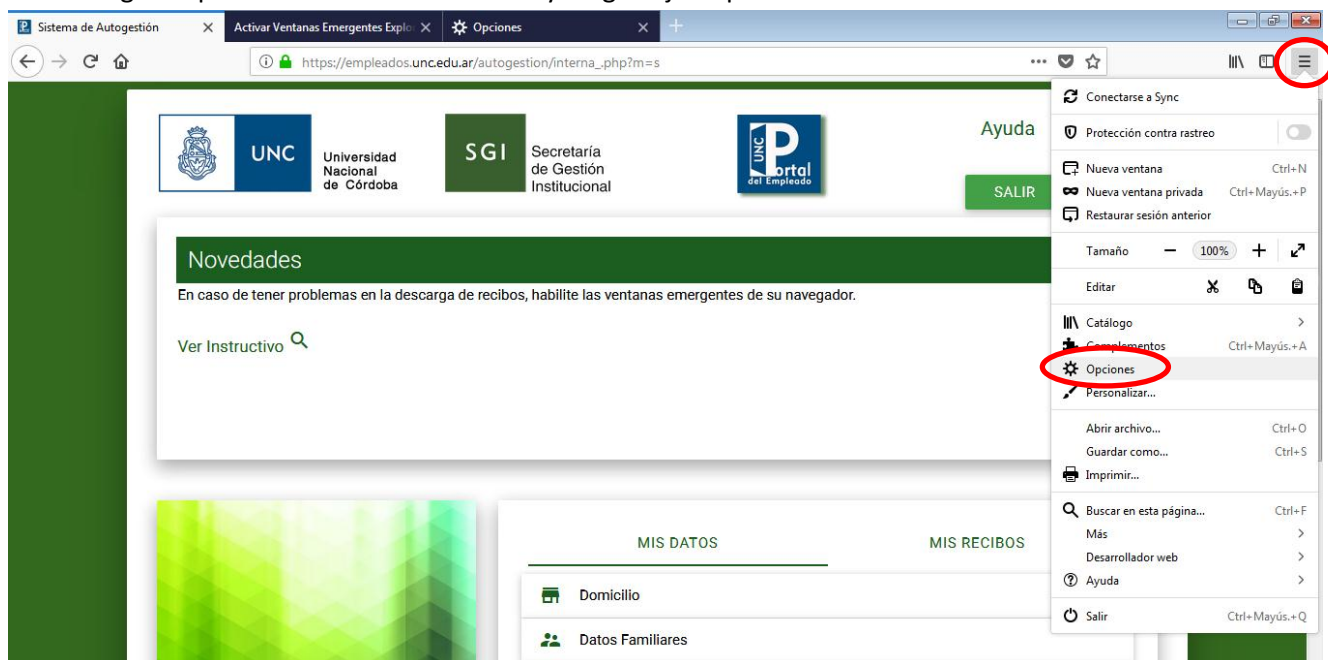 Sistema de Autogestión
Activar Ventanas Emergentes Explo
Opciones
https://empleados.unc.edu.ar/autogestion/interna_.php?m=s
UNC
Universidad
Nacional
de Córdoba
SGI
Secretaría
de Gestión
Institucional
UNC
Portal
del Empleado
Ayuda
SALIR
Novedades
En caso de tener problemas en la descarga de recibos, habilite las ventanas emergentes de su navegador.
Ver Instructivo
MIS DATOS
MIS RECIBOS
Domicilio
Datos Familiares
Conectarse a Sync
Protección contra rastreo
Nueva ventana Ctrl+N
Nueva ventana privada Ctrl+Mayús.+P
Restaurar sesión anterior
Tamaño 100%
Editar
Catálogo
Complementos Ctrl+Mayús.+A
Opciones
Personalizar...
Abrir archivo... Ctrl+O
Guardar como... Ctrl+S
Imprimir...
Buscar en esta página... Ctrl+F
Más
Desarrollador web
Ayuda
Salir Ctrl+Mayús.+Q